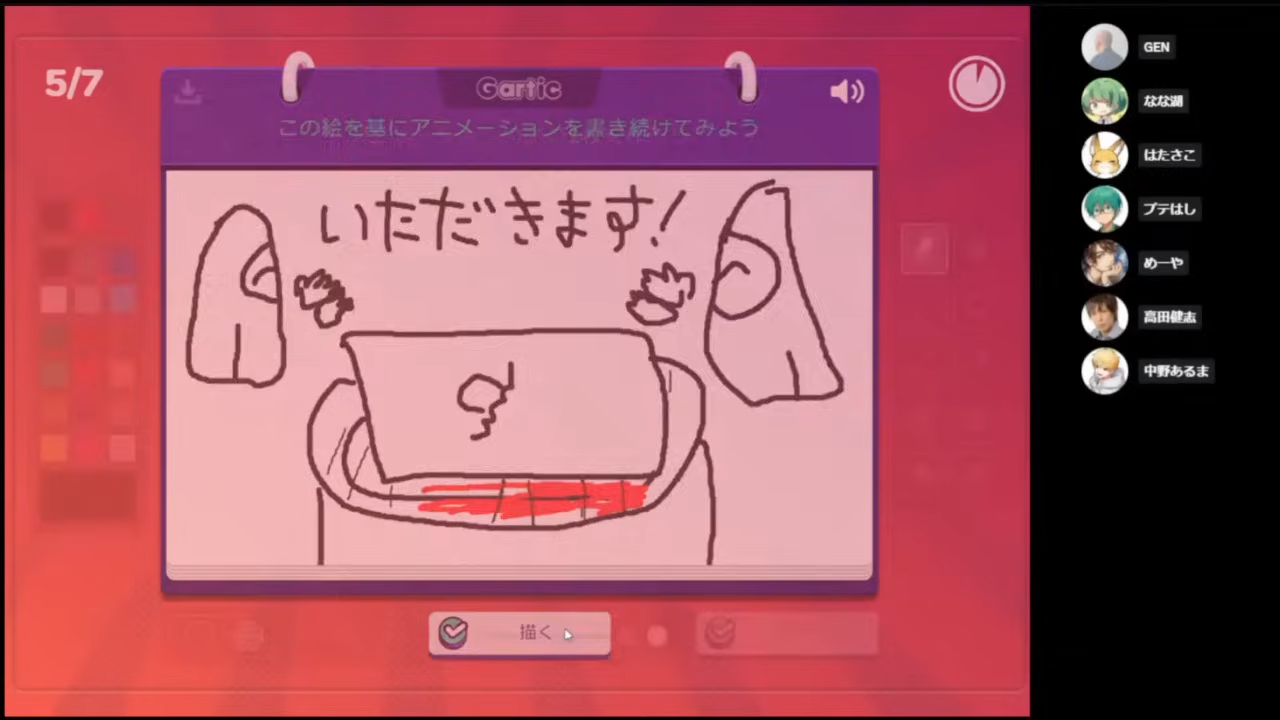 5/7
Gartic
この絵を基にアニメーションを書き続けてみよう
いただきます!
描く
GEN
なな湖
はたさこ
プテはし
めーや
高田健志
中野あるま